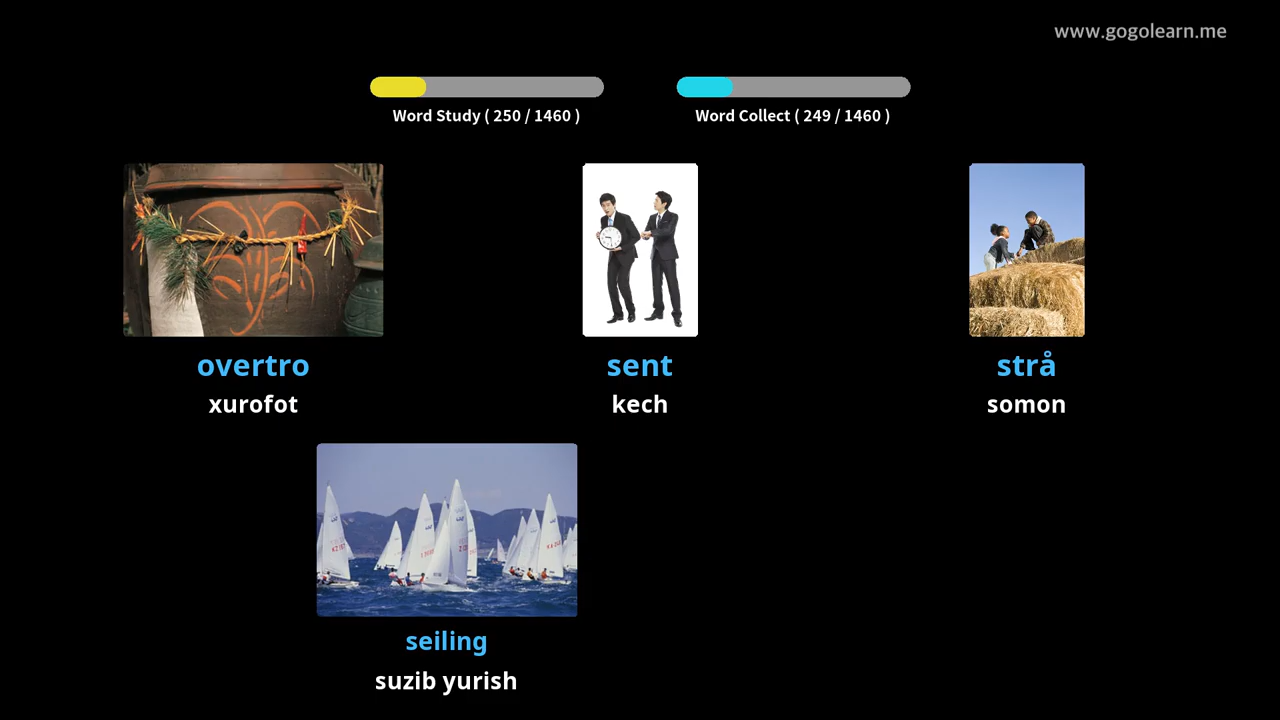 www.gogolearn.me
Word Study ( 250 / 1460 )
Word Collect ( 249 / 1460 )
overtro
xurofot
sent
kech
strå
somon
seiling
suzib yurish